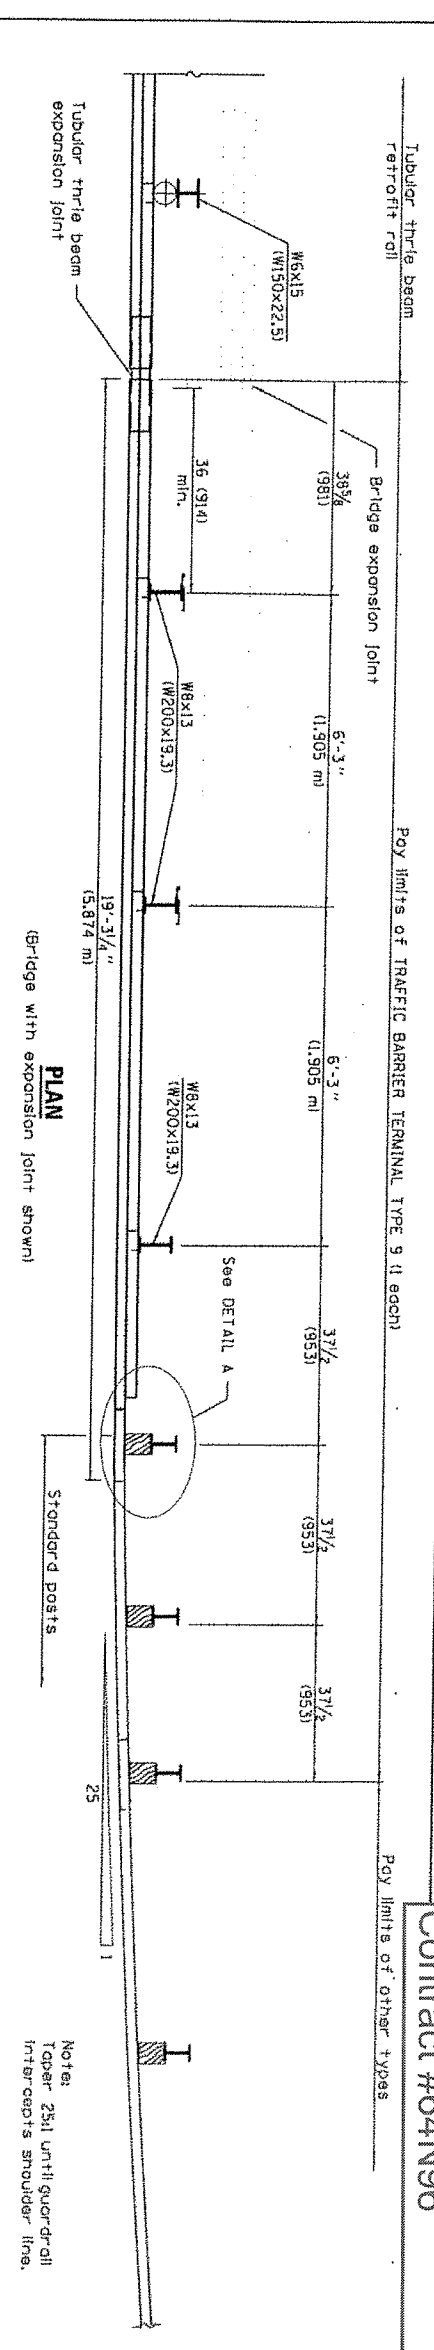 Contract #64N96
Tubular thrie beam
retrofit rail
Pay limits of TRAFFIC BARRIER TERMINAL TYPE 9 (1 each)
Pay limits of other types
38⅝
(981)
6'-3"
(1.905 m)
6'-3"
(1.905 m)
37½
(953)
37½
(953)
37½
(953)
Bridge expansion joint
W6x15
(W150x22.5)
36 (914)
min.
W8x13
(W200x19.3)
W8x13
(W200x19.3)
See DETAIL A
Tubular thrie beam
expansion joint
19'-3¼"
(5.874 m)
Standard posts
25
1
PLAN
(Bridge with expansion joint shown)
Note:
Taper 25:1 until guardrail
intercepts shoulder line.